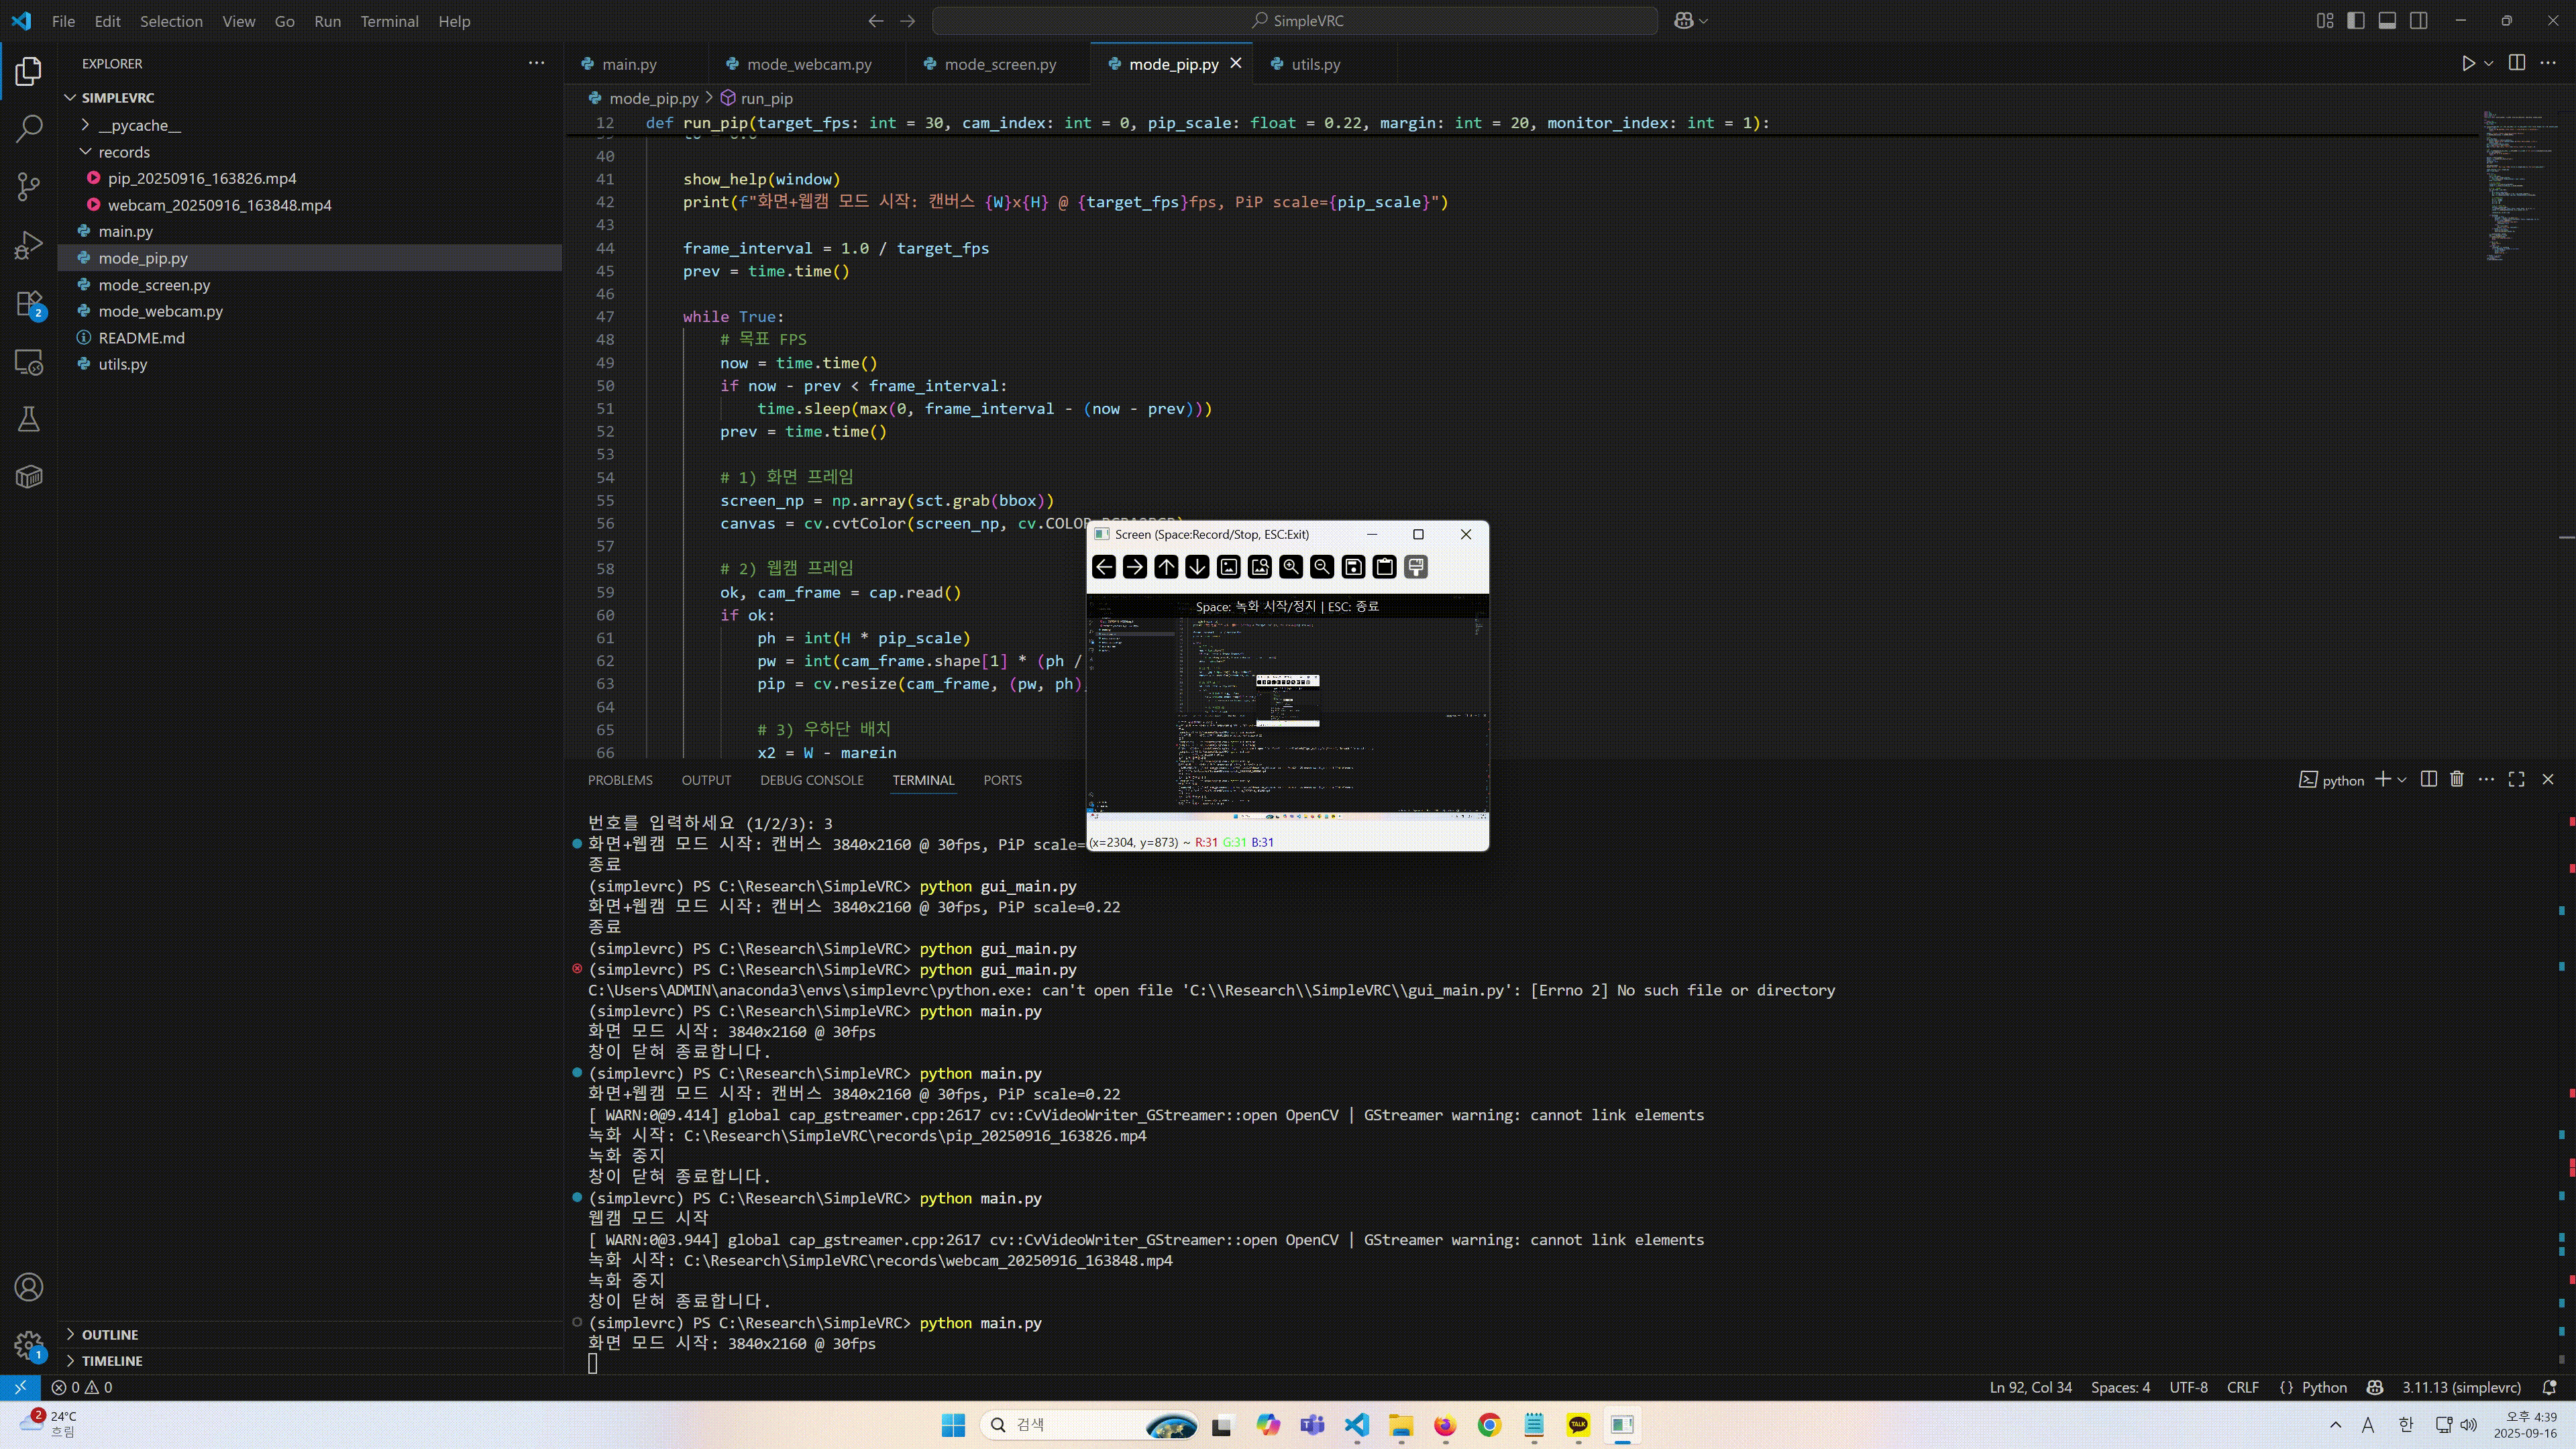 File Edit Selection View Go Run Terminal Help
SimpleVRC
EXPLORER
SIMPLEVRC
__pycache__
records
pip_20250916_163826.mp4
webcam_20250916_163848.mp4
main.py
mode_pip.py
mode_screen.py
mode_webcam.py
README.md
utils.py
OUTLINE
TIMELINE
2
1
main.py mode_webcam.py mode_screen.py mode_pip.py utils.py
mode_pip.py > run_pip
12 def run_pip(target_fps: int = 30, cam_index: int = 0, pip_scale: float = 0.22, margin: int = 20, monitor_index: int = 1):
40
41 show_help(window)
42 print(f"화면+웹캠 모드 시작: 캔버스 {W}x{H} @ {target_fps}fps, PiP scale={pip_scale}")
43
44 frame_interval = 1.0 / target_fps
45 prev = time.time()
46
47 while True:
48 # 목표 FPS
49 now = time.time()
50 if now - prev < frame_interval:
51 time.sleep(max(0, frame_interval - (now - prev)))
52 prev = time.time()
53
54 # 1) 화면 프레임
55 screen_np = np.array(sct.grab(bbox))
56 canvas = cv.cvtColor(screen_np, cv.COLOR
57
58 # 2) 웹캠 프레임
59 ok, cam_frame = cap.read()
60 if ok:
61 ph = int(H * pip_scale)
62 pw = int(cam_frame.shape[1] * (ph /
63 pip = cv.resize(cam_frame, (pw, ph)
64
65 # 3) 우하단 배치
66 x2 = W - margin
Screen (Space:Record/Stop, ESC:Exit)
Space: 녹화 시작/정지 | ESC: 종료
(x=2304, y=873) ~ R:31 G:31 B:31
PROBLEMS OUTPUT DEBUG CONSOLE TERMINAL PORTS
python
번호를 입력하세요 (1/2/3): 3
화면+웹캠 모드 시작: 캔버스 3840x2160 @ 30fps, PiP scale=
종료
(simplevrc) PS C:\Research\SimpleVRC> python gui_main.py
화면+웹캠 모드 시작: 캔버스 3840x2160 @ 30fps, PiP scale=0.22
종료
(simplevrc) PS C:\Research\SimpleVRC> python gui_main.py
(simplevrc) PS C:\Research\SimpleVRC> python gui_main.py
C:\Users\ADMIN\anaconda3\envs\simplevrc\python.exe: can't open file 'C:\\Research\\SimpleVRC\\gui_main.py': [Errno 2] No such file or directory
(simplevrc) PS C:\Research\SimpleVRC> python main.py
화면 모드 시작: 3840x2160 @ 30fps
창이 닫혀 종료합니다.
(simplevrc) PS C:\Research\SimpleVRC> python main.py
화면+웹캠 모드 시작: 캔버스 3840x2160 @ 30fps, PiP scale=0.22
[ WARN:0@9.414] global cap_gstreamer.cpp:2617 cv::CvVideoWriter_GStreamer::open OpenCV | GStreamer warning: cannot link elements
녹화 시작: C:\Research\SimpleVRC\records\pip_20250916_163826.mp4
녹화 중지
창이 닫혀 종료합니다.
(simplevrc) PS C:\Research\SimpleVRC> python main.py
웹캠 모드 시작
[ WARN:0@3.944] global cap_gstreamer.cpp:2617 cv::CvVideoWriter_GStreamer::open OpenCV | GStreamer warning: cannot link elements
녹화 시작: C:\Research\SimpleVRC\records\webcam_20250916_163848.mp4
녹화 중지
창이 닫혀 종료합니다.
(simplevrc) PS C:\Research\SimpleVRC> python main.py
화면 모드 시작: 3840x2160 @ 30fps
0 0
Ln 92, Col 34 Spaces: 4 UTF-8 CRLF {} Python 3.11.13 (simplevrc)
2 24°C
흐림
검색
TALK
A 한
오후 4:39
2025-09-16